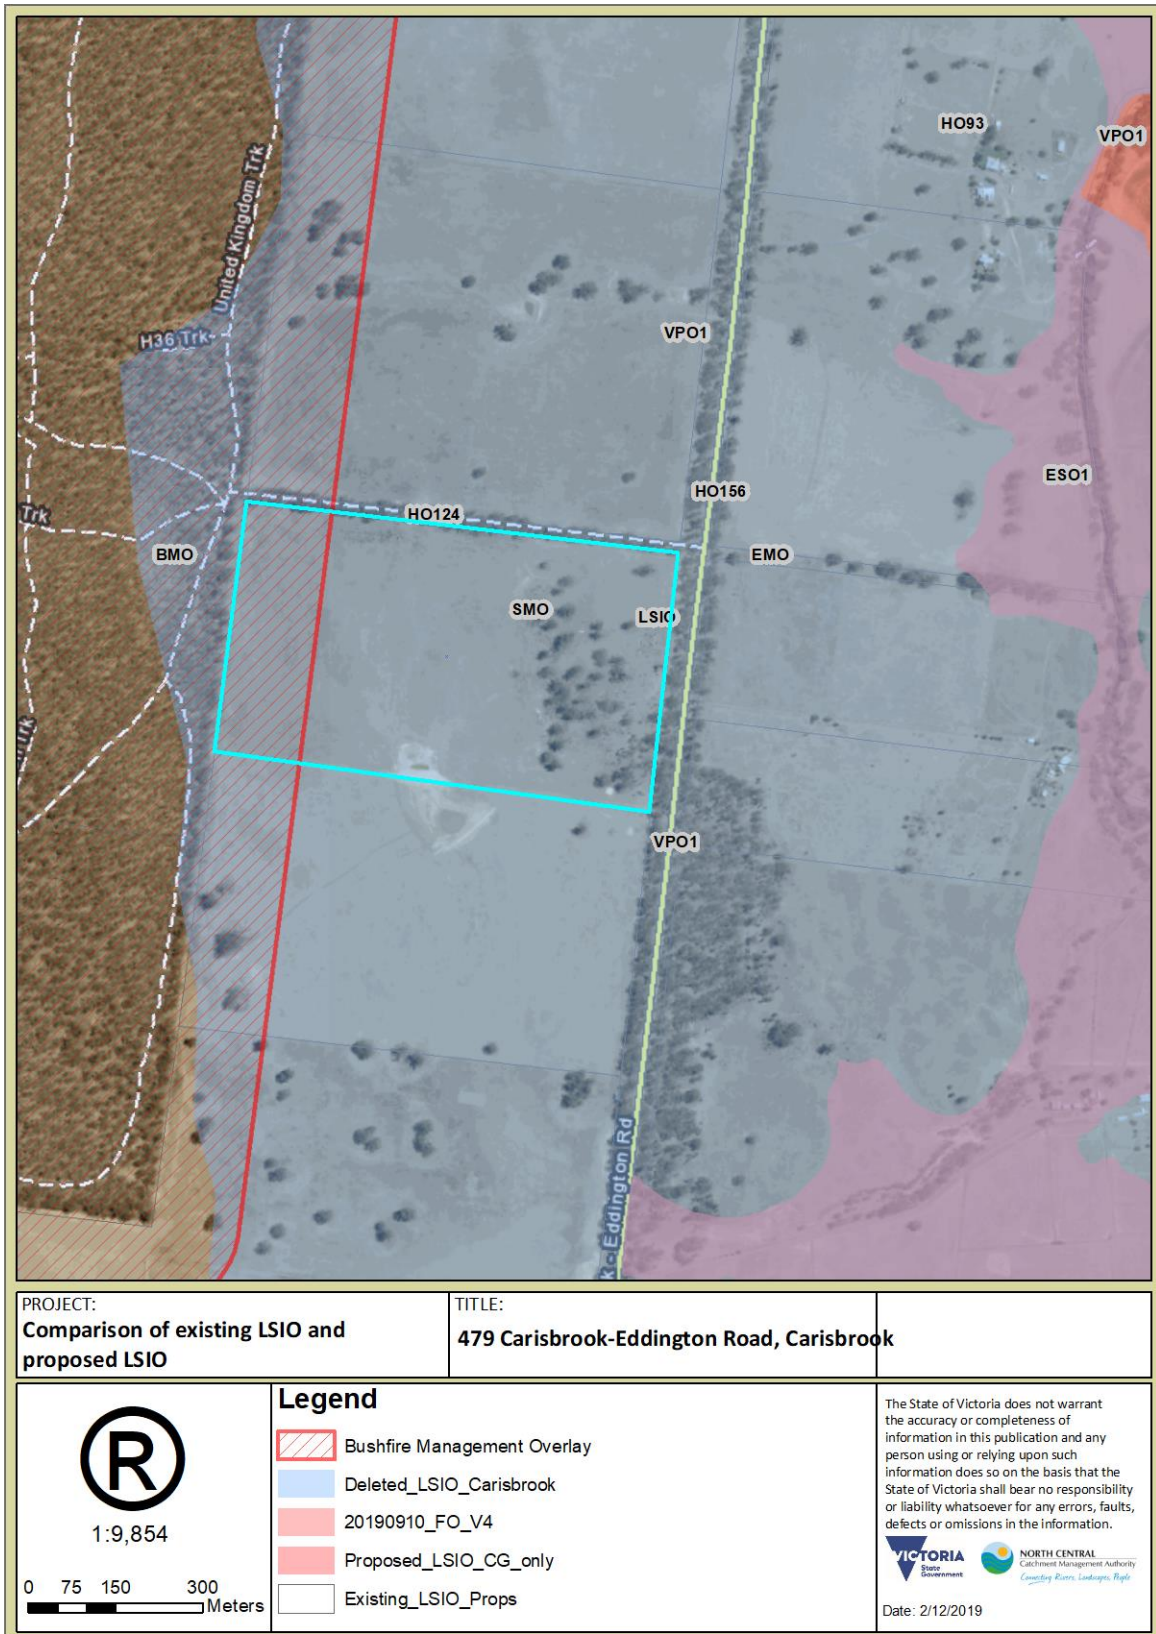 HO93
VPO1
United Kingdom Trk
H36 Trk
VPO1
ESO1
HO156
HO124
Trk
BMO
EMO
SMO
LSIO
Trk
VPO1
k - Eddington Rd
PROJECT:
Comparison of existing LSIO and
proposed LSIO
TITLE:
479 Carisbrook-Eddington Road, Carisbrook
R
1:9,854
0 75 150 300
Meters
Legend
Bushfire Management Overlay
Deleted_LSIO_Carisbrook
20190910_FO_V4
Proposed_LSIO_CG_only
Existing_LSIO_Props
The State of Victoria does not warrant
the accuracy or completeness of
information in this publication and any
person using or relying upon such
information does so on the basis that the
State of Victoria shall bear no responsibility
or liability whatsoever for any errors, faults,
defects or omissions in the information.
VICTORIA
State
Government
NORTH CENTRAL
Catchment Management Authority
Connecting Rivers, Landscapes, People
Date: 2/12/2019